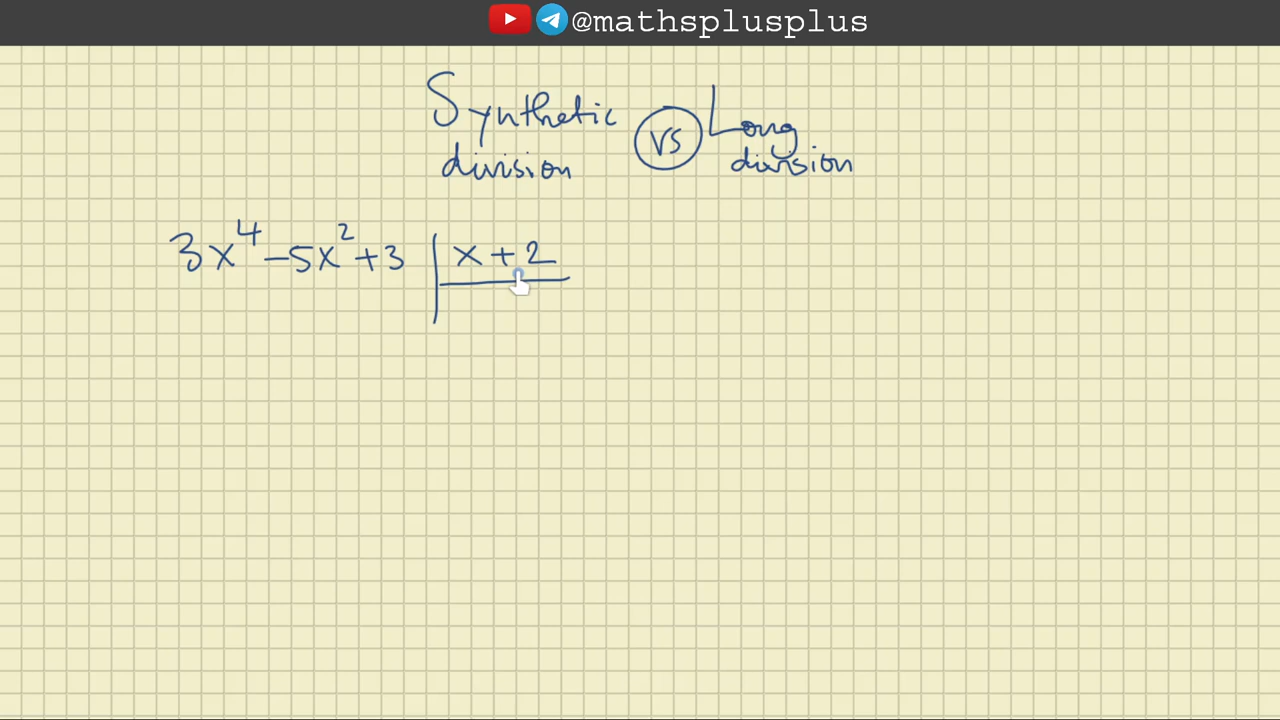 @mathsplusplus
Synthetic division VS Long division
3x⁴-5x²+3 | x+2